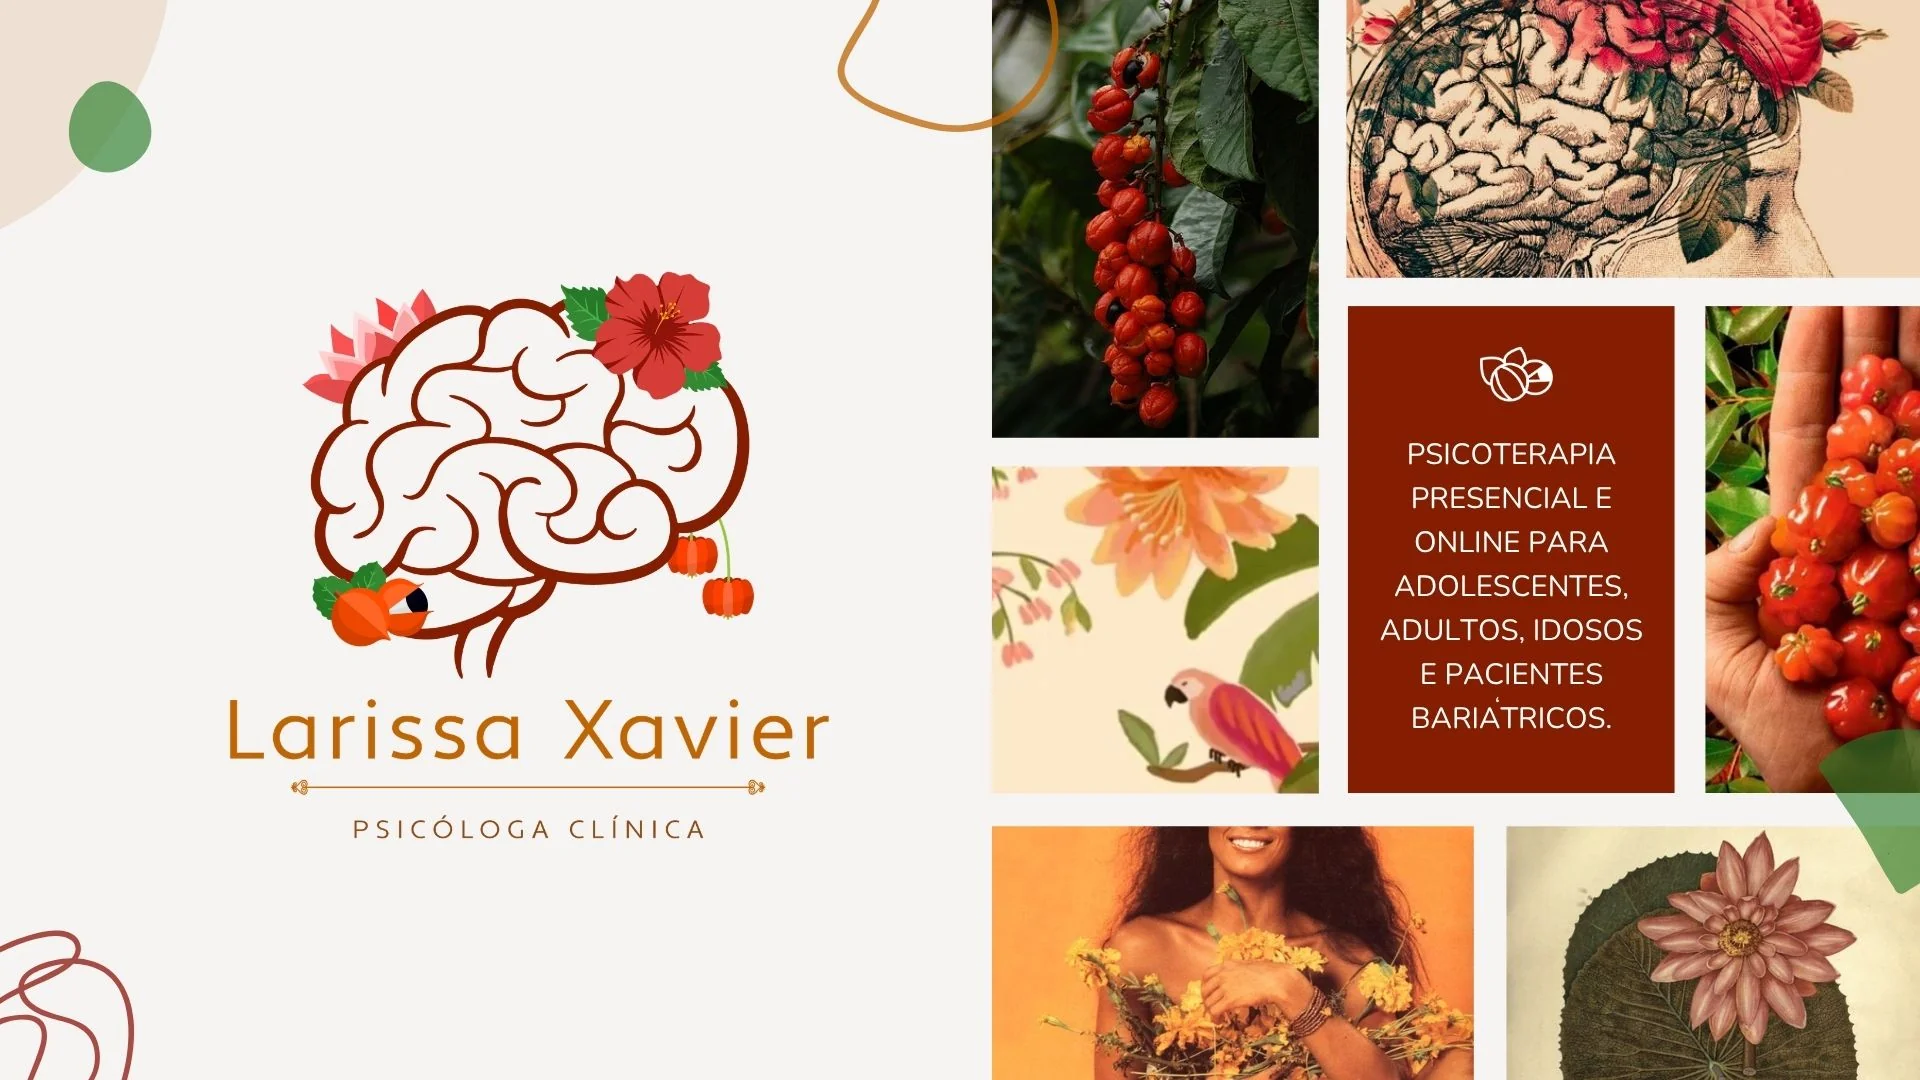 Larissa Xavier
PSICÓLOGA CLÍNICA
PSICOTERAPIA
PRESENCIAL E
ONLINE PARA
ADOLESCENTES,
ADULTOS, IDOSOS
E PACIENTES
BARIÁTRICOS.